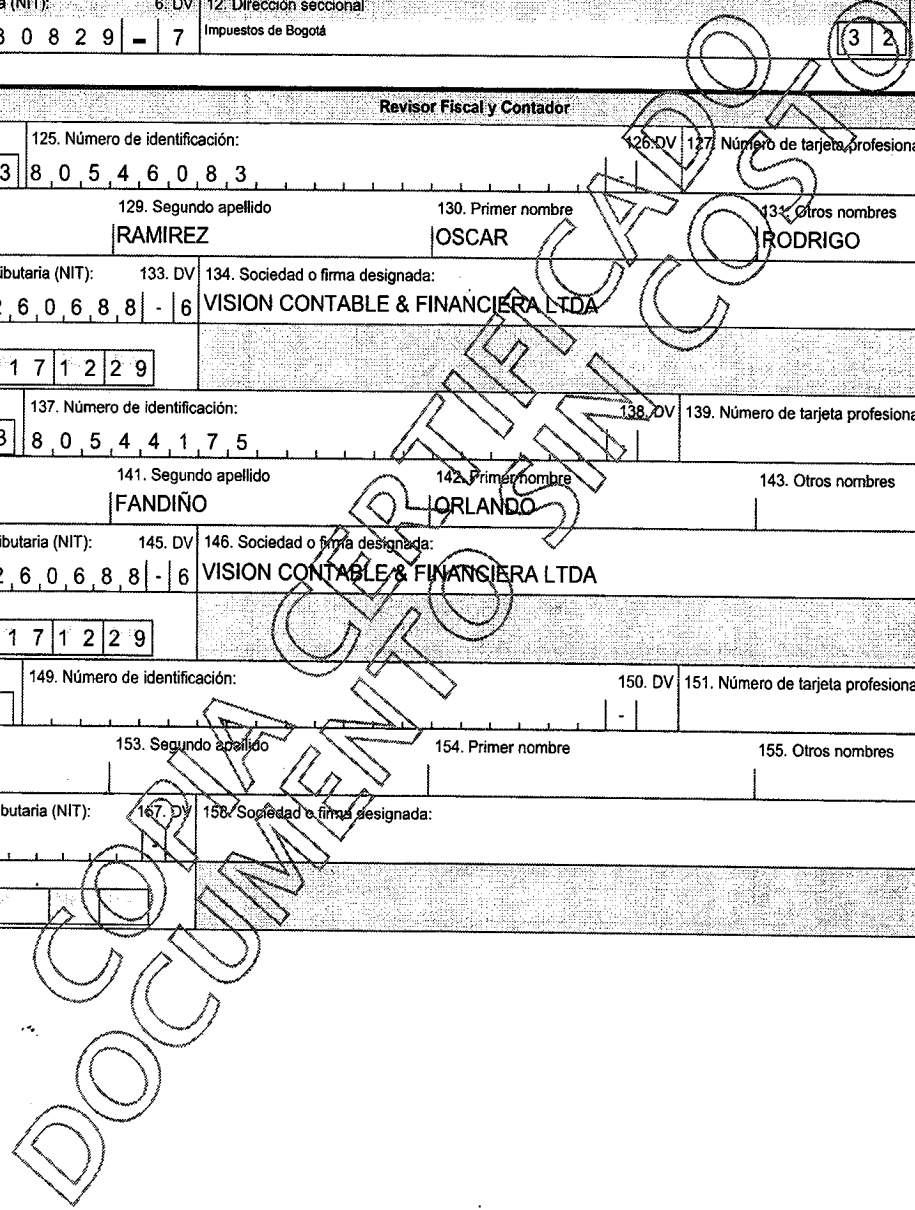 a (NIT): 6. DV 12. Dirección seccional
3 0 8 2 9 - 7 Impuestos de Bogotá 3 2
Revisor Fiscal y Contador
125. Número de identificación: 126. DV 127. Número de tarjeta profesiona
3 8 0 5 4 6 0 8 3 -
129. Segundo apellido 130. Primer nombre 131. Otros nombres
RAMIREZ OSCAR RODRIGO
ibutaria (NIT): 133. DV 134. Sociedad o firma designada:
2 6 0 6 8 8 - 6 VISION CONTABLE & FINANCIERA LTDA
1 7 1 2 2 9
137. Número de identificación: 138. DV 139. Número de tarjeta profesiona
3 8 0 5 4 4 1 7 5
141. Segundo apellido 142. Primer nombre 143. Otros nombres
FANDIÑO ORLANDO
ibutaria (NIT): 145. DV 146. Sociedad o firma designada:
2 6 0 6 8 8 - 6 VISION CONTABLE & FINANCIERA LTDA
1 7 1 2 2 9
149. Número de identificación: 150. DV 151. Número de tarjeta profesiona
-
153. Segundo apellido 154. Primer nombre 155. Otros nombres
butaria (NIT): 157. DV 158. Sociedad o firma designada:
-
COPIA CERTIFICADO
DOCUMENTO SIN COSTO